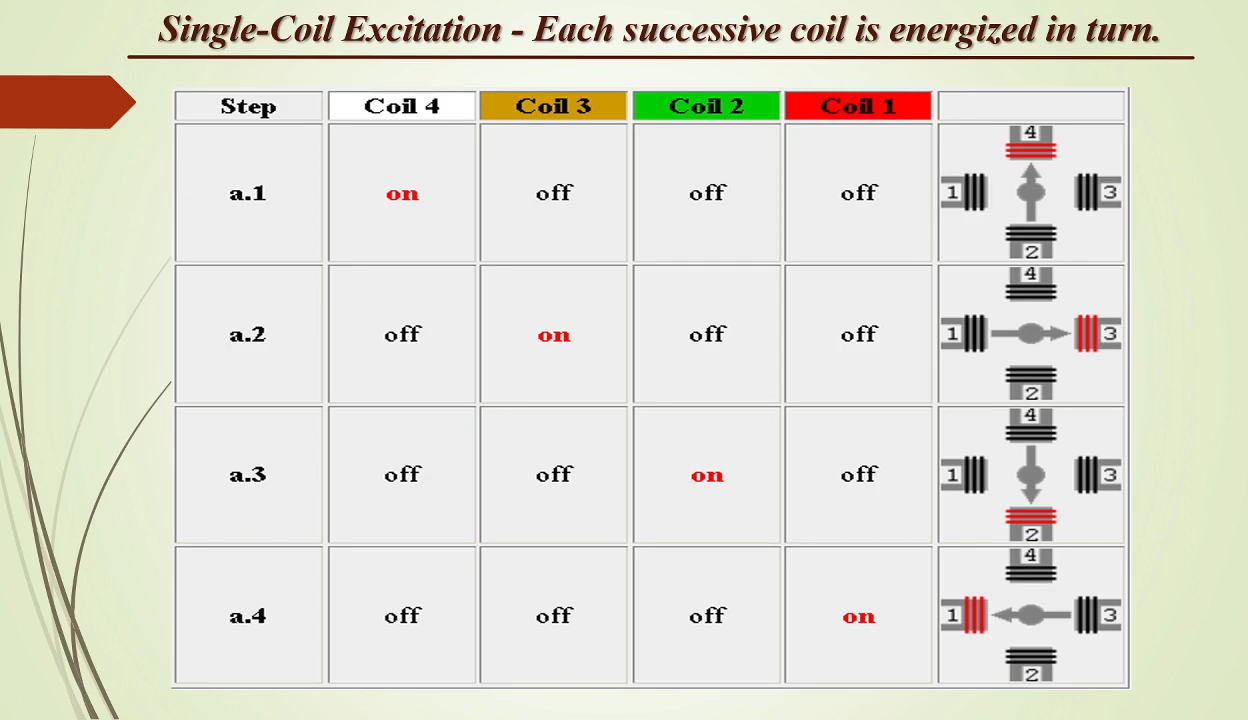 Single-Coil Excitation - Each successive coil is energized in turn.
Step Coil 4 Coil 3 Coil 2 Coil 1
4
a.1 on off off off 1 3
2
4
a.2 off on off off 1 3
2
4
a.3 off off on off 1 3
2
4
a.4 off off off on 1 3
2